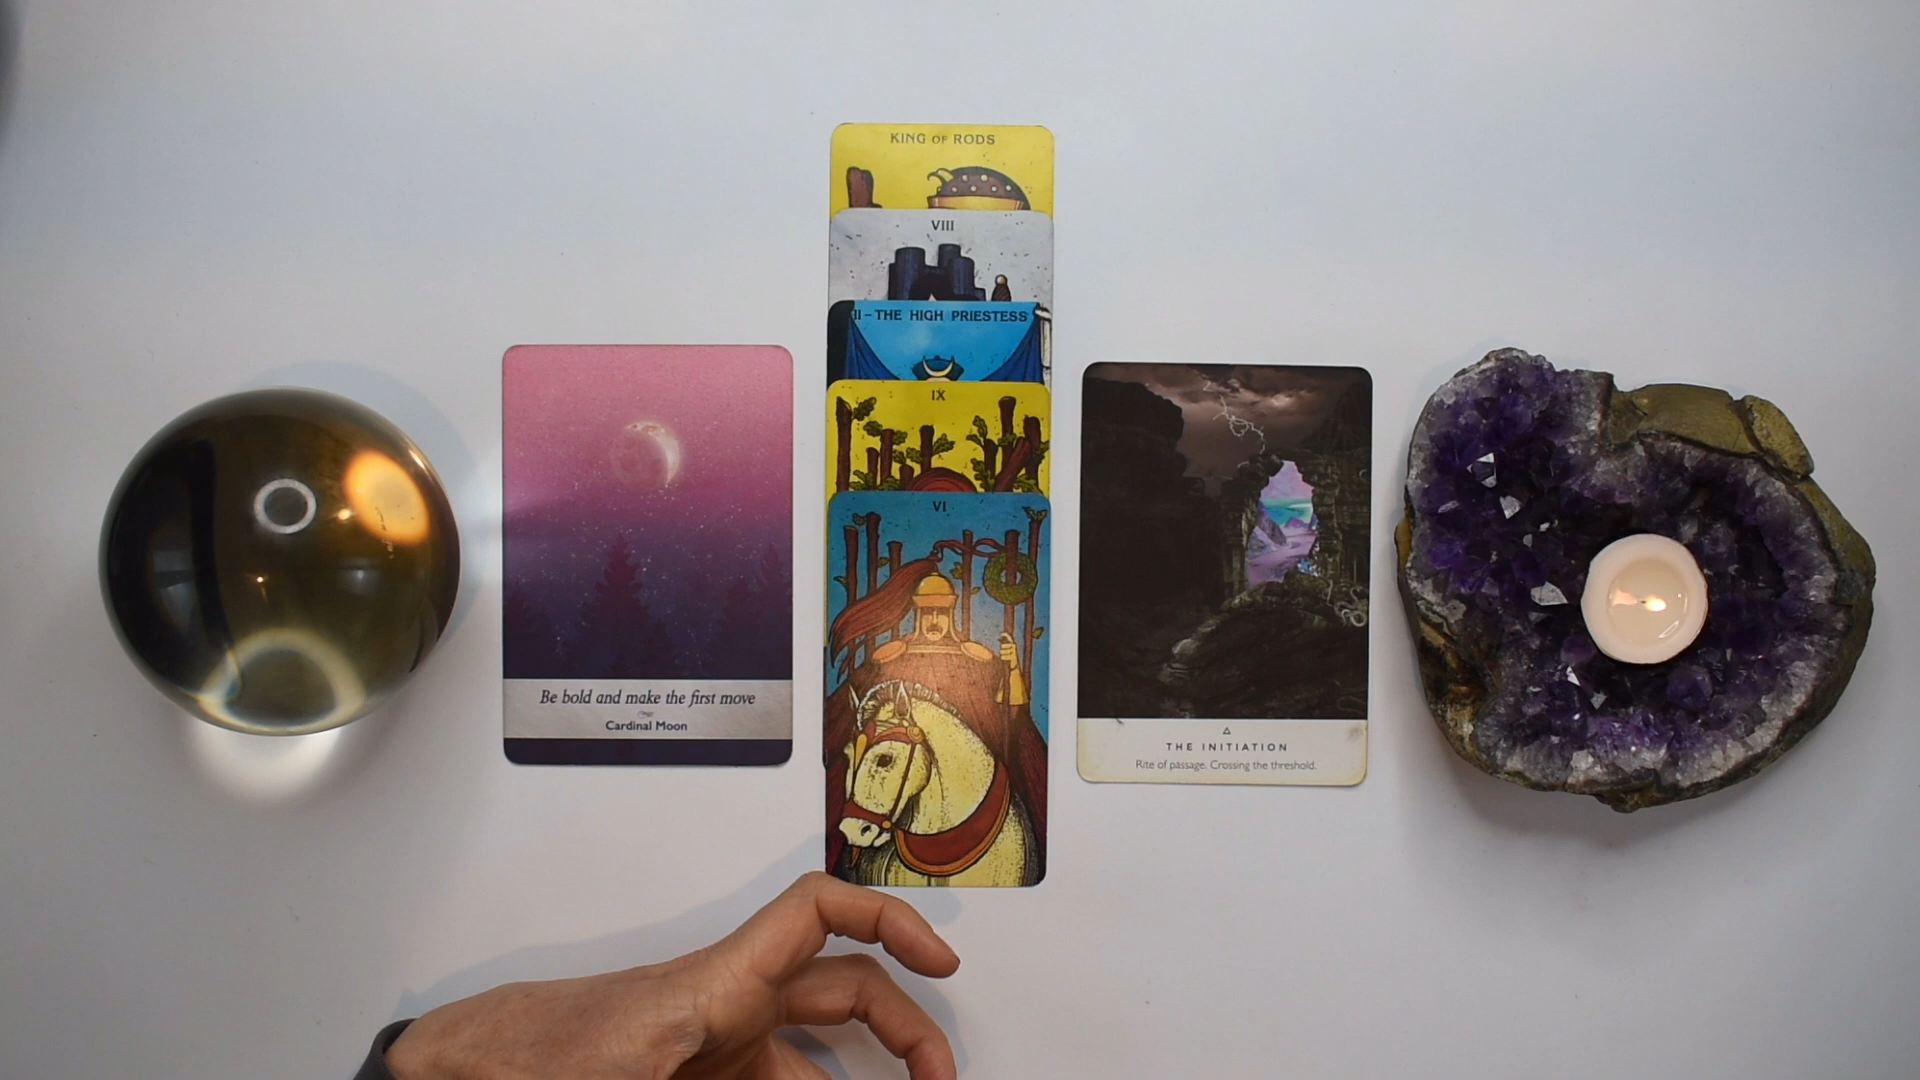 KING OF RODS
VIII
II – THE HIGH PRIESTESS
IX
VI
Be bold and make the first move
Cardinal Moon
THE INITIATION
Rite of passage. Crossing the threshold.